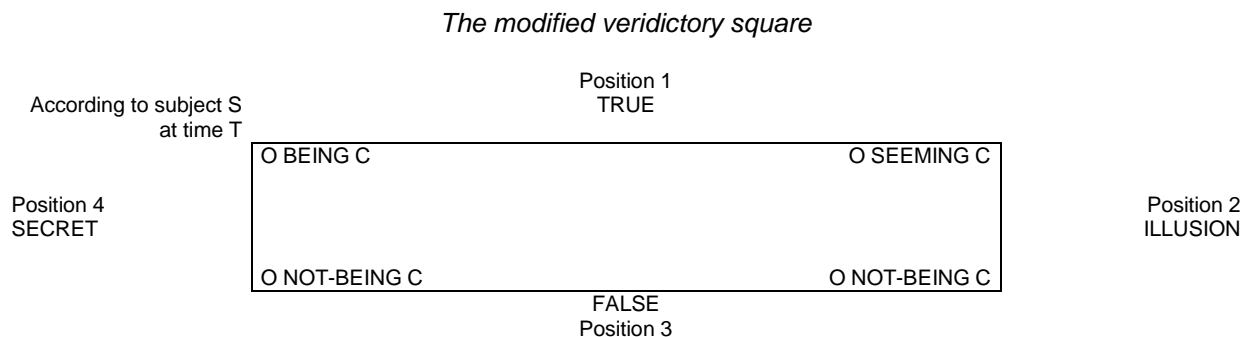 The modified veridictory square
Position 1
According to subject S TRUE
at time T
O BEING C O SEEMING C
Position 4 Position 2
SECRET ILLUSION
O NOT-BEING C O NOT-BEING C
FALSE
Position 3